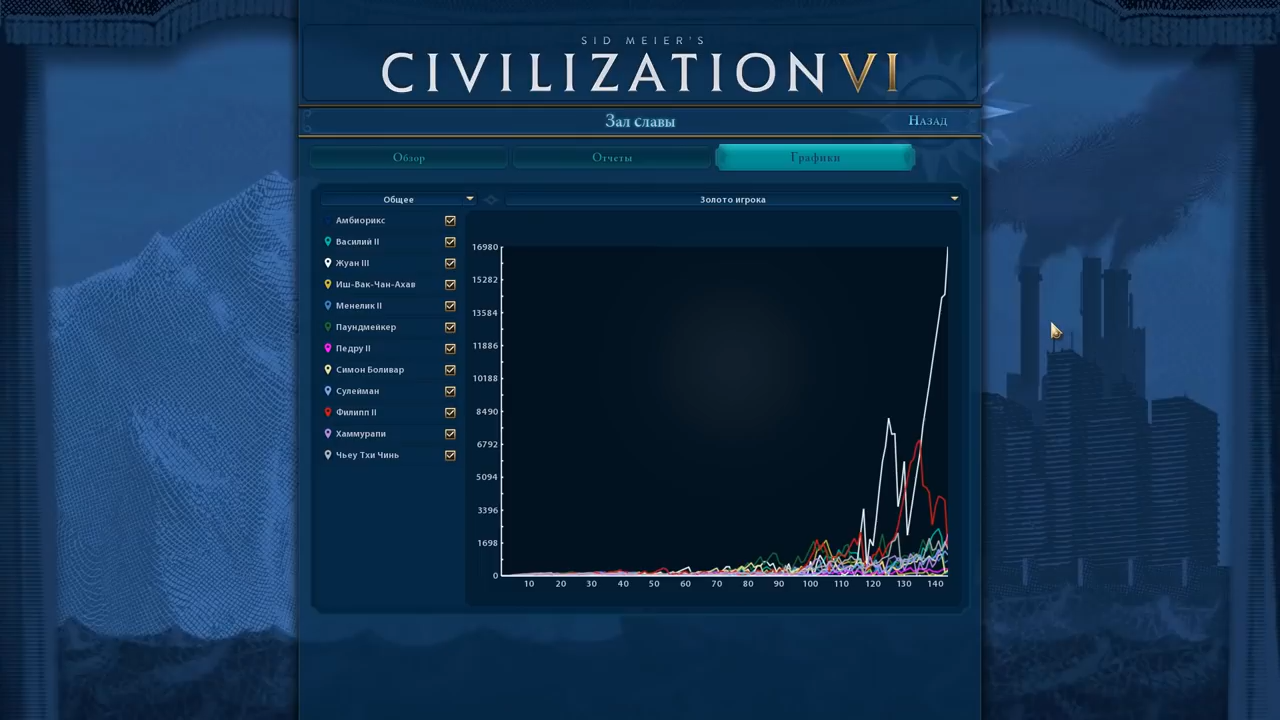 SID MEIER'S
CIVILIZATION VI
Зал славы
Назад
Обзор
Отчеты
Графики
Общее
Золото игрока
Амбиорикс
Василий II
Жуан III
Иш-Вак-Чан-Ахав
Менелик II
Паундмейкер
Педру II
Симон Боливар
Сулейман
Филипп II
Хаммурапи
Чьеу Тхи Чинь
16980
15282
13584
11886
10188
8490
6792
5094
3396
1698
0
10 20 30 40 50 60 70 80 90 100 110 120 130 140